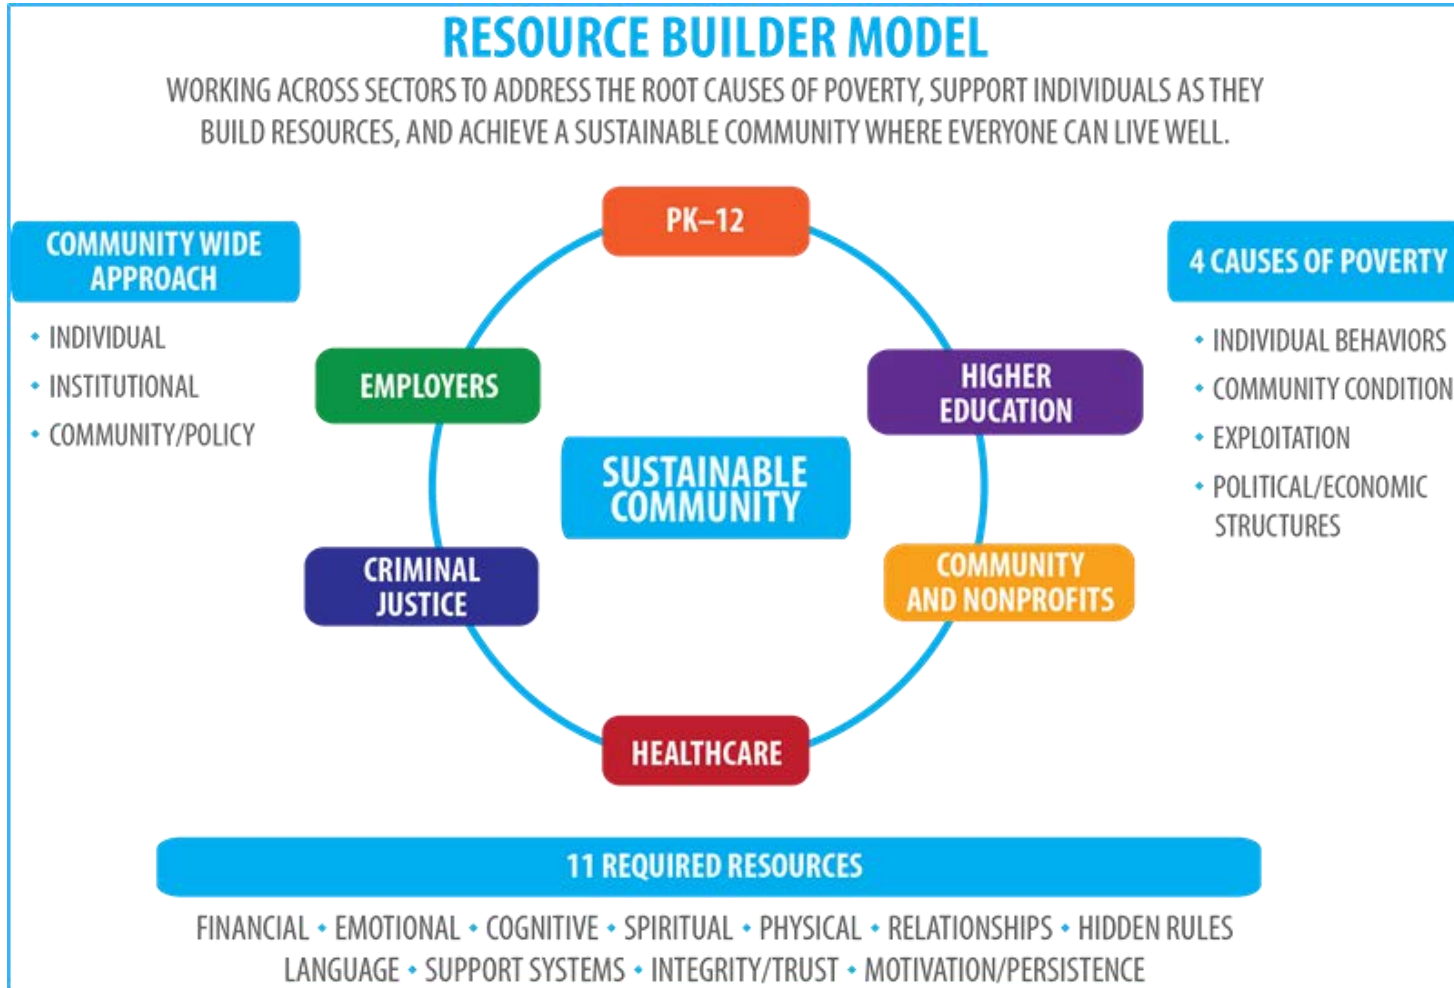 RESOURCE BUILDER MODEL
WORKING ACROSS SECTORS TO ADDRESS THE ROOT CAUSES OF POVERTY, SUPPORT INDIVIDUALS AS THEY
BUILD RESOURCES, AND ACHIEVE A SUSTAINABLE COMMUNITY WHERE EVERYONE CAN LIVE WELL.
COMMUNITY WIDE
APPROACH
• INDIVIDUAL
• INSTITUTIONAL
• COMMUNITY/POLICY
PK–12
EMPLOYERS
HIGHER
EDUCATION
SUSTAINABLE
COMMUNITY
CRIMINAL
JUSTICE
COMMUNITY
AND NONPROFITS
HEALTHCARE
4 CAUSES OF POVERTY
• INDIVIDUAL BEHAVIORS
• COMMUNITY CONDITION
• EXPLOITATION
• POLITICAL/ECONOMIC
STRUCTURES
11 REQUIRED RESOURCES
FINANCIAL • EMOTIONAL • COGNITIVE • SPIRITUAL • PHYSICAL • RELATIONSHIPS • HIDDEN RULES
LANGUAGE • SUPPORT SYSTEMS • INTEGRITY/TRUST • MOTIVATION/PERSISTENCE